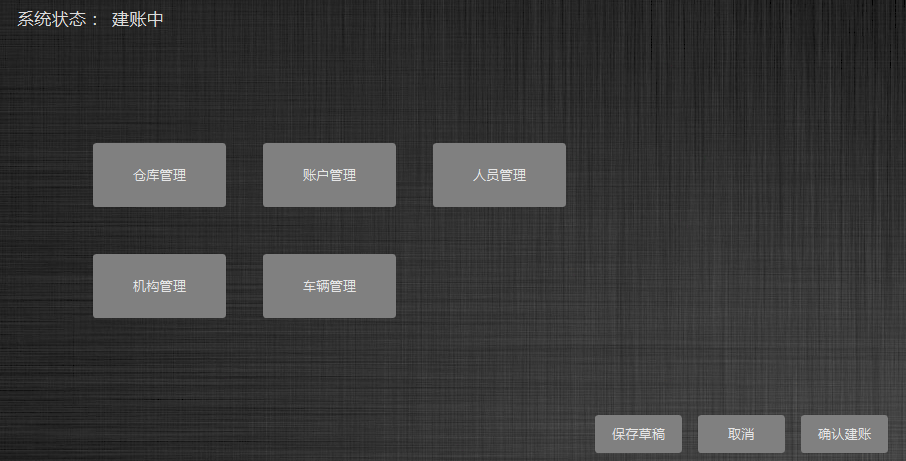 系统状态： 建账中
仓库管理 账户管理 人员管理
机构管理 车辆管理
保存草稿 取消 确认建账